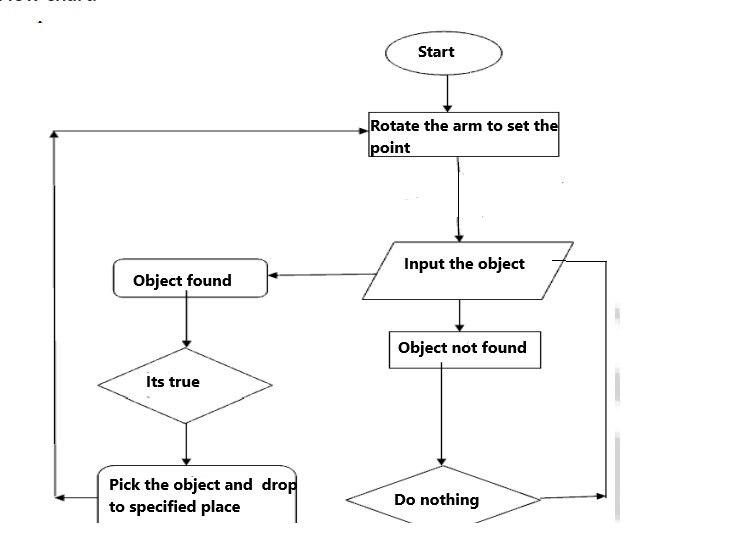 Start
Rotate the arm to set the
point
Input the object
Object found
Object not found
Its true
Pick the object and drop
to specified place
Do nothing